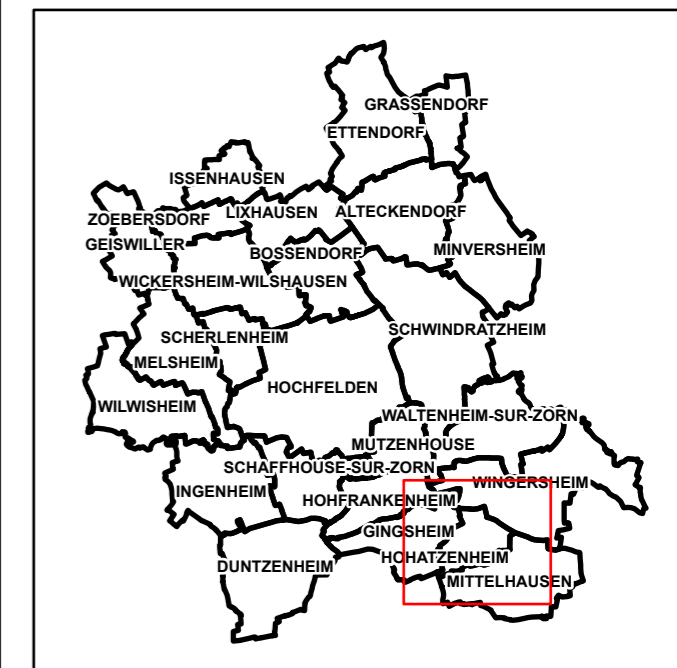 GRASSENDORF
ETTENDORF
ISSENHAUSEN
ZOEBERSDORF
LIXHAUSEN
ALTECKENDORF
GEISWILLER
BOSSENDORF
MINVERSHEIM
WICKERSHEIM-WILSHAUSEN
SCHERLENHEIM
SCHWINDRATZHEIM
MELSHEIM
HOCHFELDEN
WILWISHEIM
WALTENHEIM-SUR-ZORN
MUTZENHOUSE
SCHAFFHOUSE-SUR-ZORN
WINGERSHEIM
INGENHEIM
HOHFRANKENHEIM
GINGSHEIM
HOHATZENHEIM
DUNTZENHEIM
MITTELHAUSEN